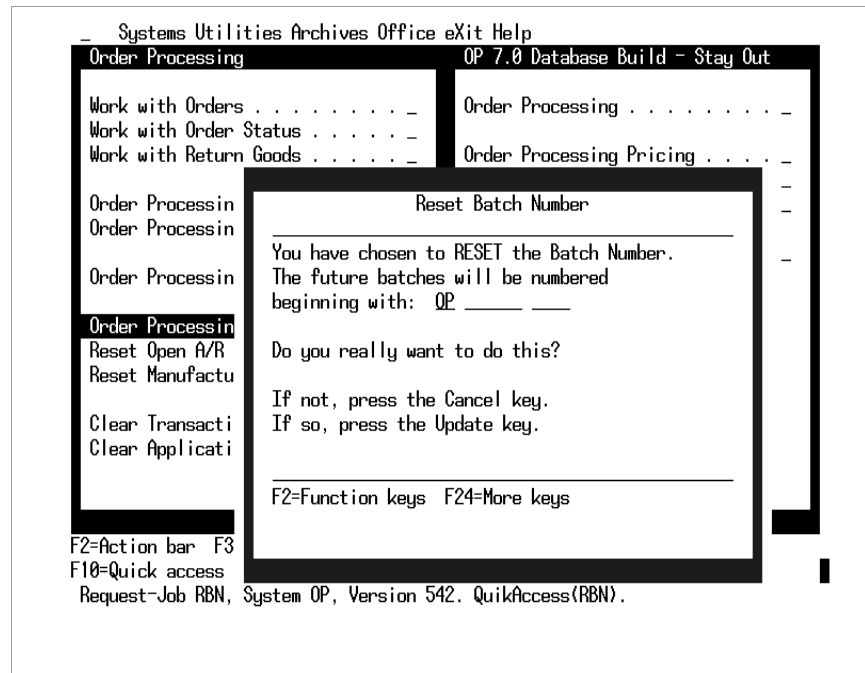 _ Systems Utilities Archives Office eXit Help
Order Processing
OP 7.0 Database Build - Stay Out
Work with Orders . . . . . . . . _
Order Processing . . . . . . . . _
Work with Order Status . . . . . _
Work with Return Goods . . . . . _
Order Processing Pricing . . . . _
_
Order Processin
_
Order Processin
_
Order Processin
Order Processin
Reset Open A/R
Reset Manufactu
Clear Transacti
Clear Applicati
Reset Batch Number
You have chosen to RESET the Batch Number.
The future batches will be numbered
beginning with: OP ______ ____
Do you really want to do this?
If not, press the Cancel key.
If so, press the Update key.
F2=Function keys F24=More keys
F2=Action bar F3
F10=Quick access
Request-Job RBN, System OP, Version 542. QuikAccess(RBN).